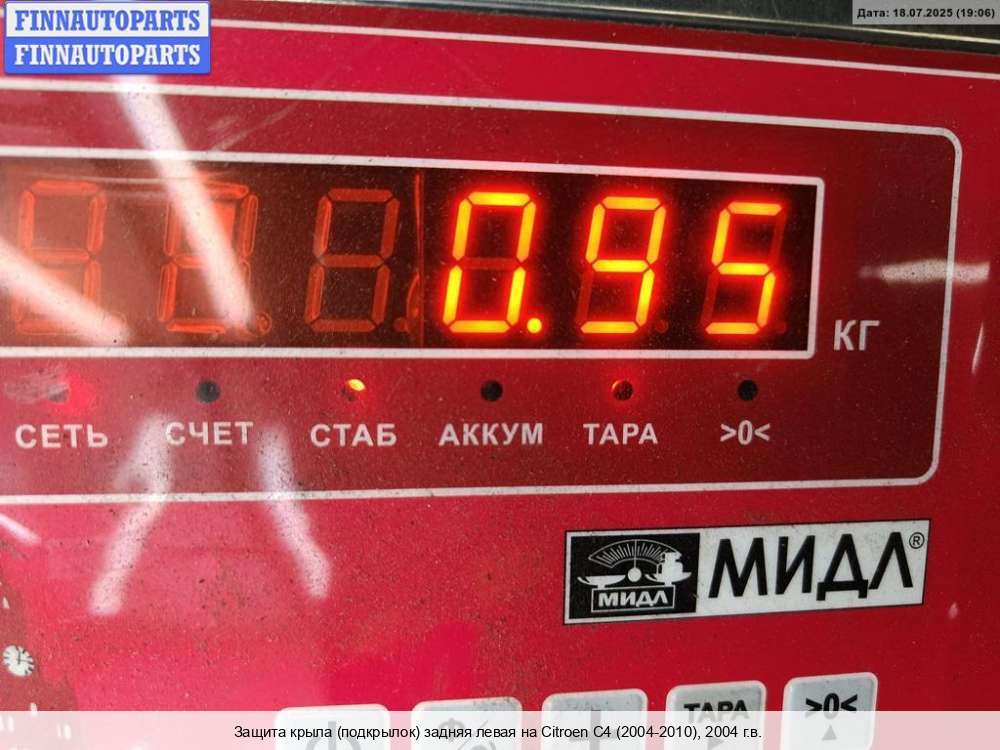 FINNAUTOPARTS
FINNAUTOPARTS
Дата: 18.07.2025 (19:06)
0.95
КГ
СЕТЬ СЧЕТ СТАБ АККУМ ТАРА >0<
МИДЛ
МИДЛ®
ТАРА >0<
Защита крыла (подкрылок) задняя левая на Citroen C4 (2004-2010), 2004 г.в.